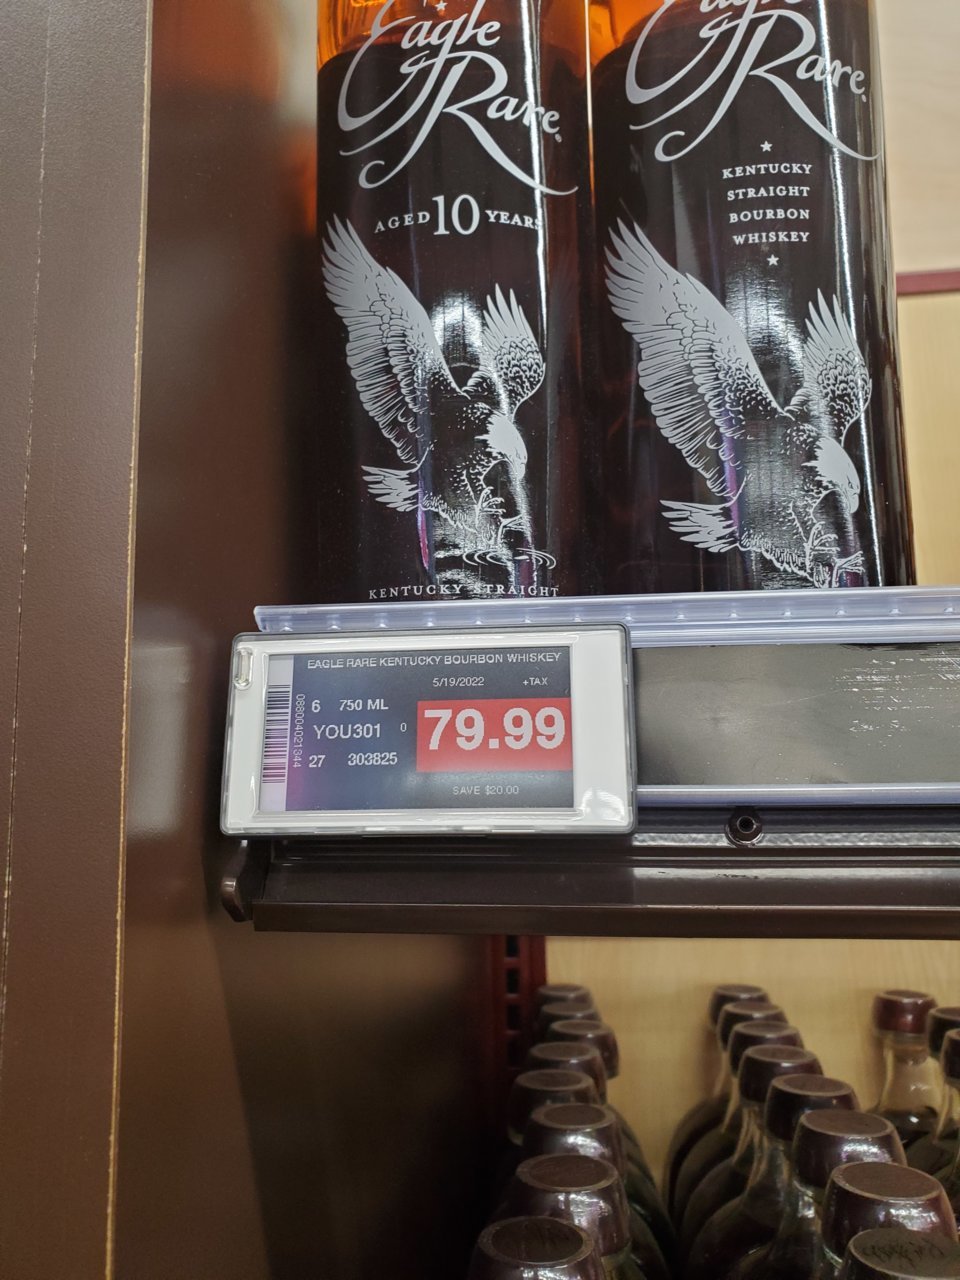 Eagle
Rare®
AGED 10 YEARS
KENTUCKY STRAIGHT
Eagle
Rare®
KENTUCKY
STRAIGHT
BOURBON
WHISKEY
EAGLE RARE KENTUCKY BOURBON WHISKEY
5/19/2022 +TAX
6 750 ML
YOU301 0
27 303825
79.99
SAVE $20.00
088004021344